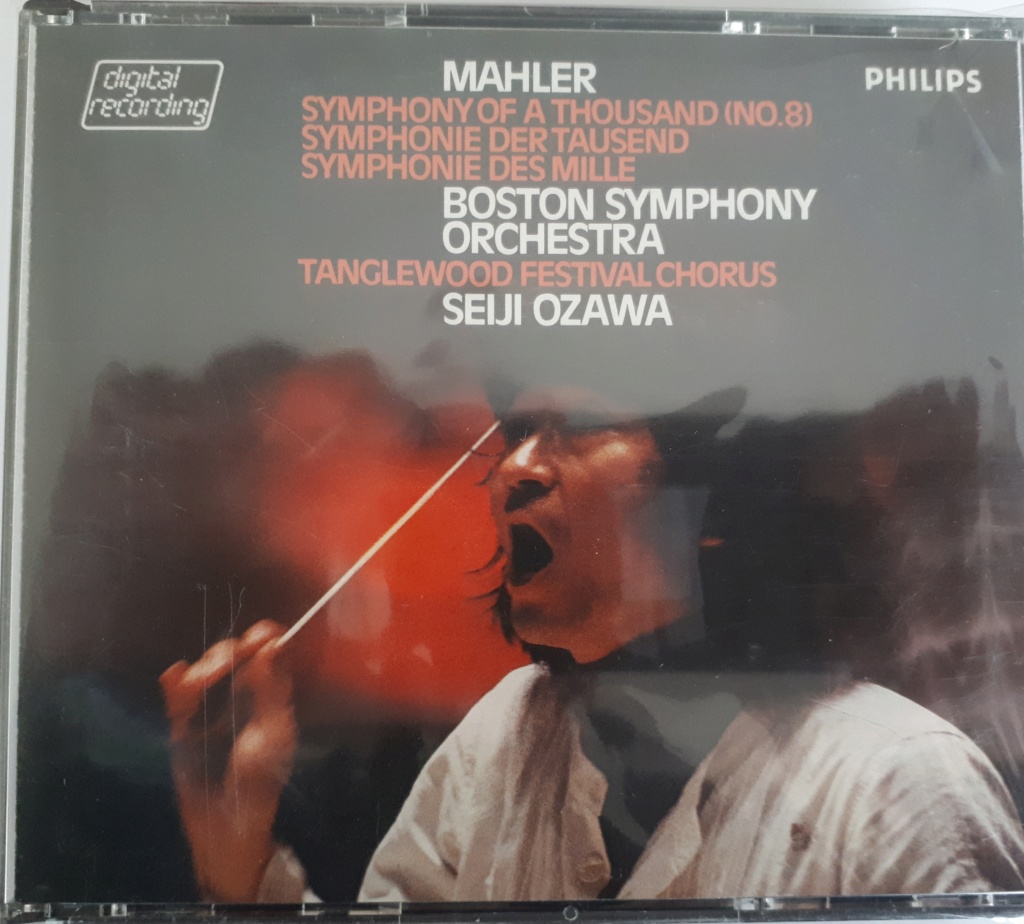 digital
recording
MAHLER
PHILIPS
SYMPHONY OF A THOUSAND (NO.8)
SYMPHONIE DER TAUSEND
SYMPHONIE DES MILLE
BOSTON SYMPHONY
ORCHESTRA
TANGLEWOOD FESTIVAL CHORUS
SEIJI OZAWA